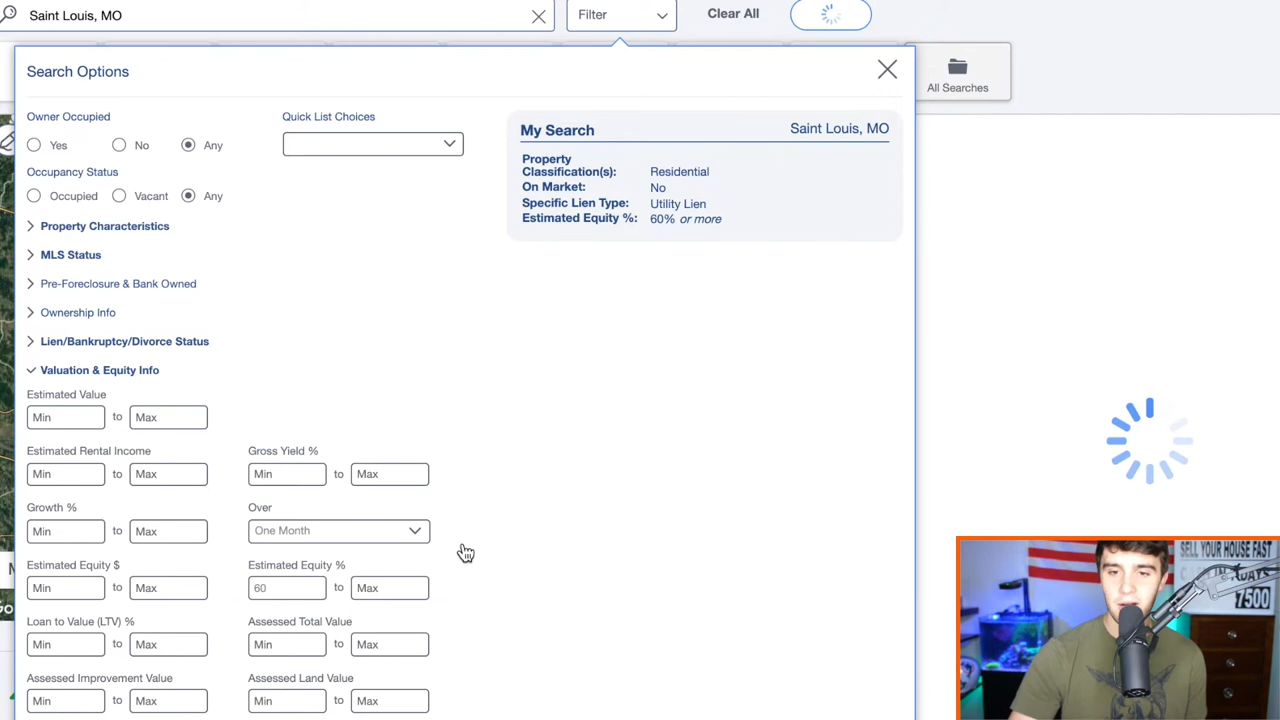 Saint Louis, MO
Filter
Clear All
All Searches
Search Options
Owner Occupied
Quick List Choices
Yes
No
Any
Occupancy Status
Occupied
Vacant
Any
Property Characteristics
MLS Status
Pre-Foreclosure & Bank Owned
Ownership Info
Lien/Bankruptcy/Divorce Status
Valuation & Equity Info
Estimated Value
Min to Max
Estimated Rental Income
Gross Yield %
Min to Max
Min to Max
Growth %
Over
Min to Max
One Month
Estimated Equity $
Estimated Equity %
Min to Max
60 to Max
Loan to Value (LTV) %
Assessed Total Value
Min to Max
Min to Max
Assessed Improvement Value
Assessed Land Value
Min to Max
Min to Max
My Search
Saint Louis, MO
Property Classification(s): Residential
On Market: No
Specific Lien Type: Utility Lien
Estimated Equity %: 60% or more
SELL YOUR HOUSE FAST
7500